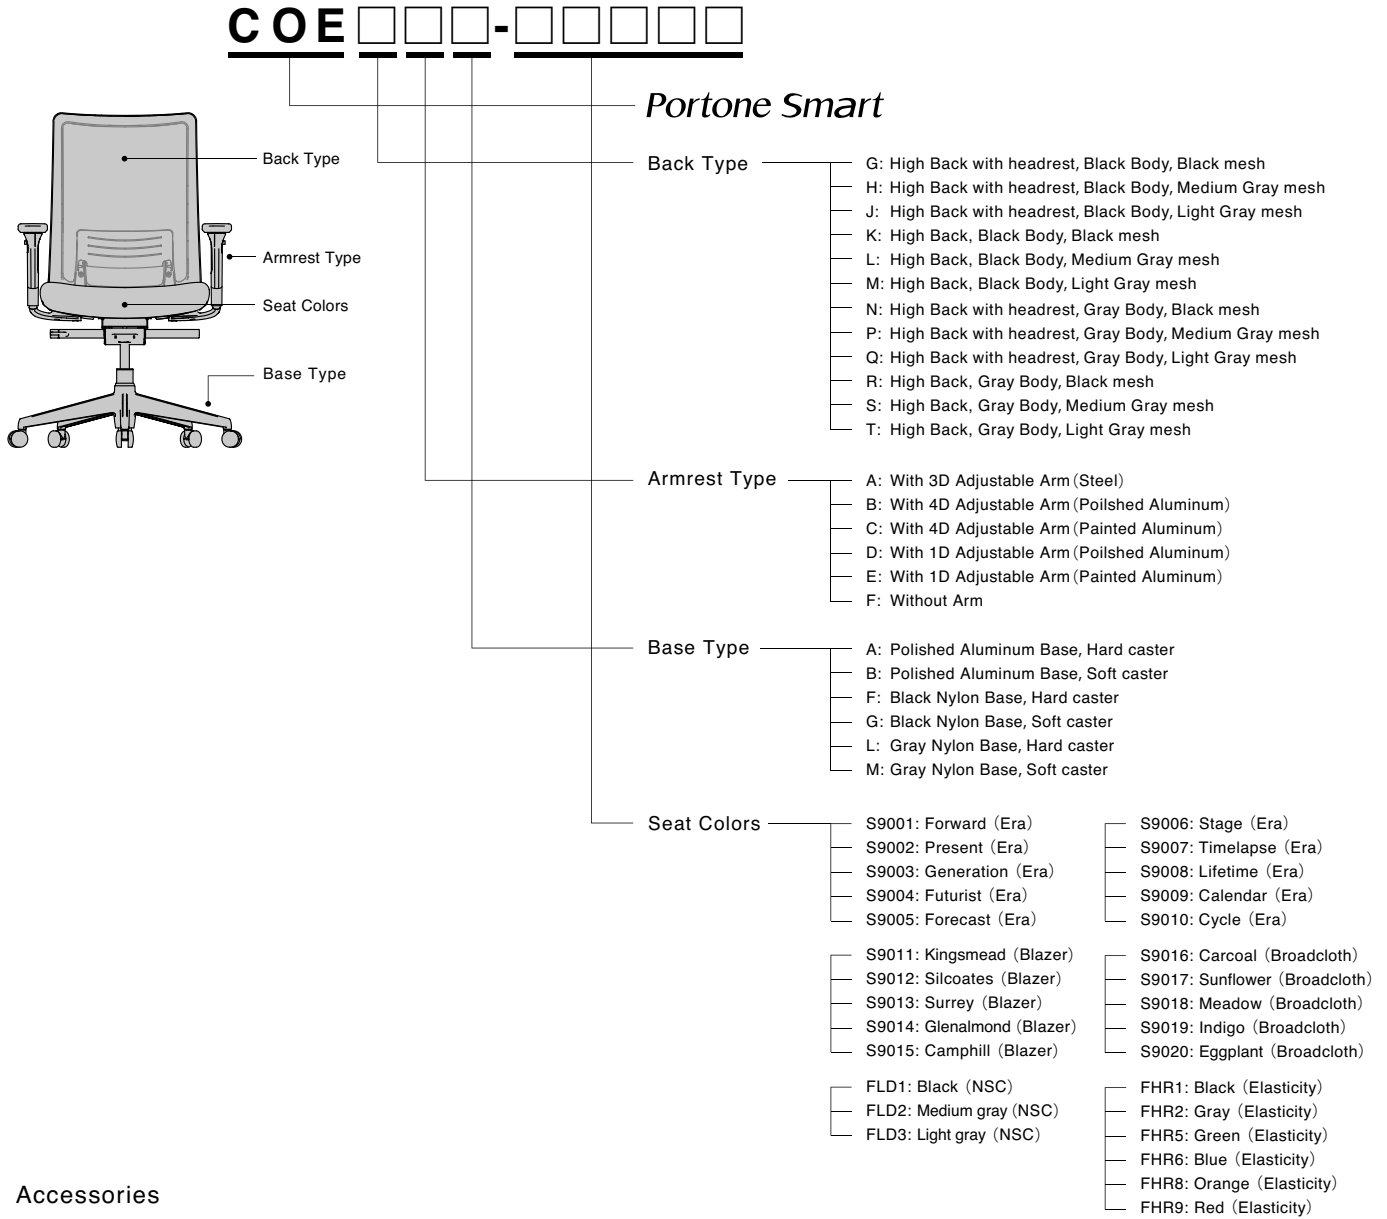 COE□□□-□□□□□
Portone Smart
Back Type
Armrest Type
Seat Colors
Base Type
Back Type
G: High Back with headrest, Black Body, Black mesh
H: High Back with headrest, Black Body, Medium Gray mesh
J: High Back with headrest, Black Body, Light Gray mesh
K: High Back, Black Body, Black mesh
L: High Back, Black Body, Medium Gray mesh
M: High Back, Black Body, Light Gray mesh
N: High Back with headrest, Gray Body, Black mesh
P: High Back with headrest, Gray Body, Medium Gray mesh
Q: High Back with headrest, Gray Body, Light Gray mesh
R: High Back, Gray Body, Black mesh
S: High Back, Gray Body, Medium Gray mesh
T: High Back, Gray Body, Light Gray mesh
Armrest Type
A: With 3D Adjustable Arm (Steel)
B: With 4D Adjustable Arm (Poilshed Aluminum)
C: With 4D Adjustable Arm (Painted Aluminum)
D: With 1D Adjustable Arm (Poilshed Aluminum)
E: With 1D Adjustable Arm (Painted Aluminum)
F: Without Arm
Base Type
A: Polished Aluminum Base, Hard caster
B: Polished Aluminum Base, Soft caster
F: Black Nylon Base, Hard caster
G: Black Nylon Base, Soft caster
L: Gray Nylon Base, Hard caster
M: Gray Nylon Base, Soft caster
Seat Colors
S9001: Forward (Era)
S9002: Present (Era)
S9003: Generation (Era)
S9004: Futurist (Era)
S9005: Forecast (Era)
S9006: Stage (Era)
S9007: Timelapse (Era)
S9008: Lifetime (Era)
S9009: Calendar (Era)
S9010: Cycle (Era)
S9011: Kingsmead (Blazer)
S9012: Silcoates (Blazer)
S9013: Surrey (Blazer)
S9014: Glenalmond (Blazer)
S9015: Camphill (Blazer)
S9016: Carcoal (Broadcloth)
S9017: Sunflower (Broadcloth)
S9018: Meadow (Broadcloth)
S9019: Indigo (Broadcloth)
S9020: Eggplant (Broadcloth)
FLD1: Black (NSC)
FLD2: Medium gray (NSC)
FLD3: Light gray (NSC)
FHR1: Black (Elasticity)
FHR2: Gray (Elasticity)
FHR5: Green (Elasticity)
FHR6: Blue (Elasticity)
FHR8: Orange (Elasticity)
FHR9: Red (Elasticity)
Accessories